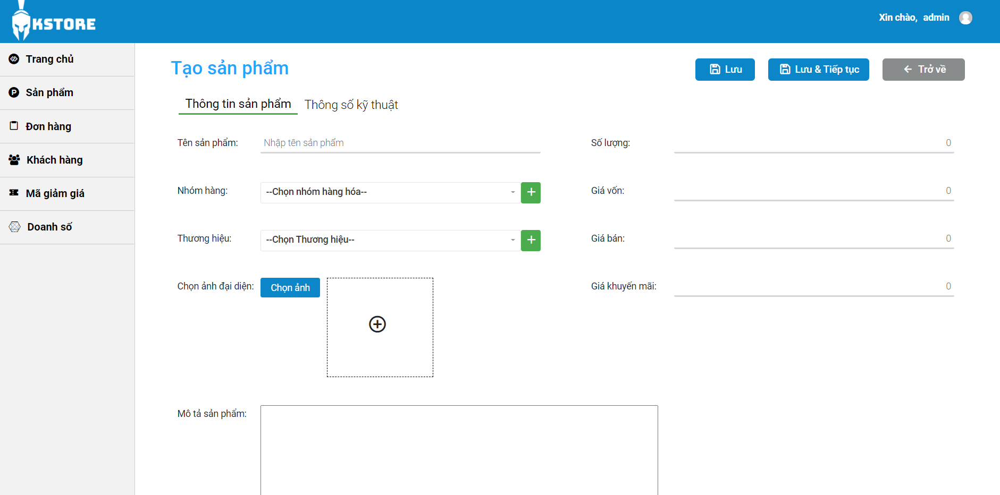 KSTORE
Xin chào, admin
Trang chủ
Sản phẩm
Đơn hàng
Khách hàng
Mã giảm giá
Doanh số
Tạo sản phẩm
Lưu
Lưu & Tiếp tục
Trở về
Thông tin sản phẩm
Thông số kỹ thuật
Tên sản phẩm:
Nhập tên sản phẩm
Số lượng:
0
Nhóm hàng:
--Chọn nhóm hàng hóa--
Giá vốn:
0
Thương hiệu:
--Chọn Thương hiệu--
Giá bán:
0
Chọn ảnh đại diện:
Chọn ảnh
Giá khuyến mãi:
0
Mô tả sản phẩm: